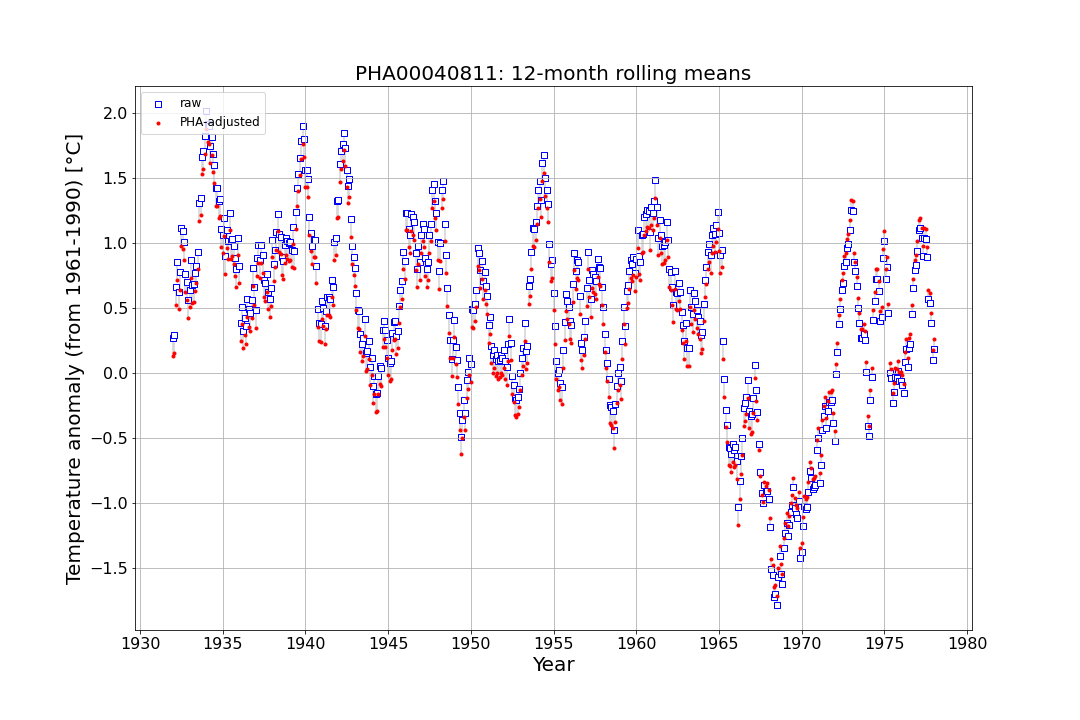 PHA00040811: 12-month rolling means
raw
PHA-adjusted
Temperature anomaly (from 1961-1990) [°C]
2.0
1.5
1.0
0.5
0.0
−0.5
−1.0
−1.5
1930 1935 1940 1945 1950 1955 1960 1965 1970 1975 1980
Year